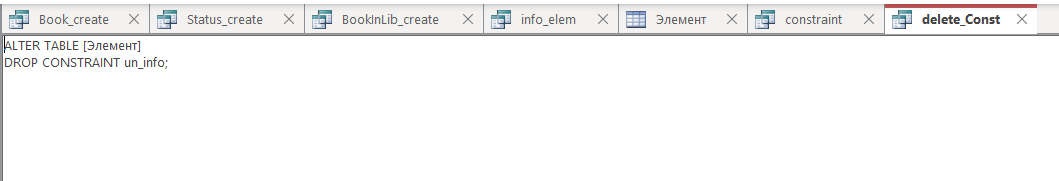 Book_create Status_create BookInLib_create info_elem Элемент constraint delete_Const
ALTER TABLE [Элемент]
DROP CONSTRAINT un_info;